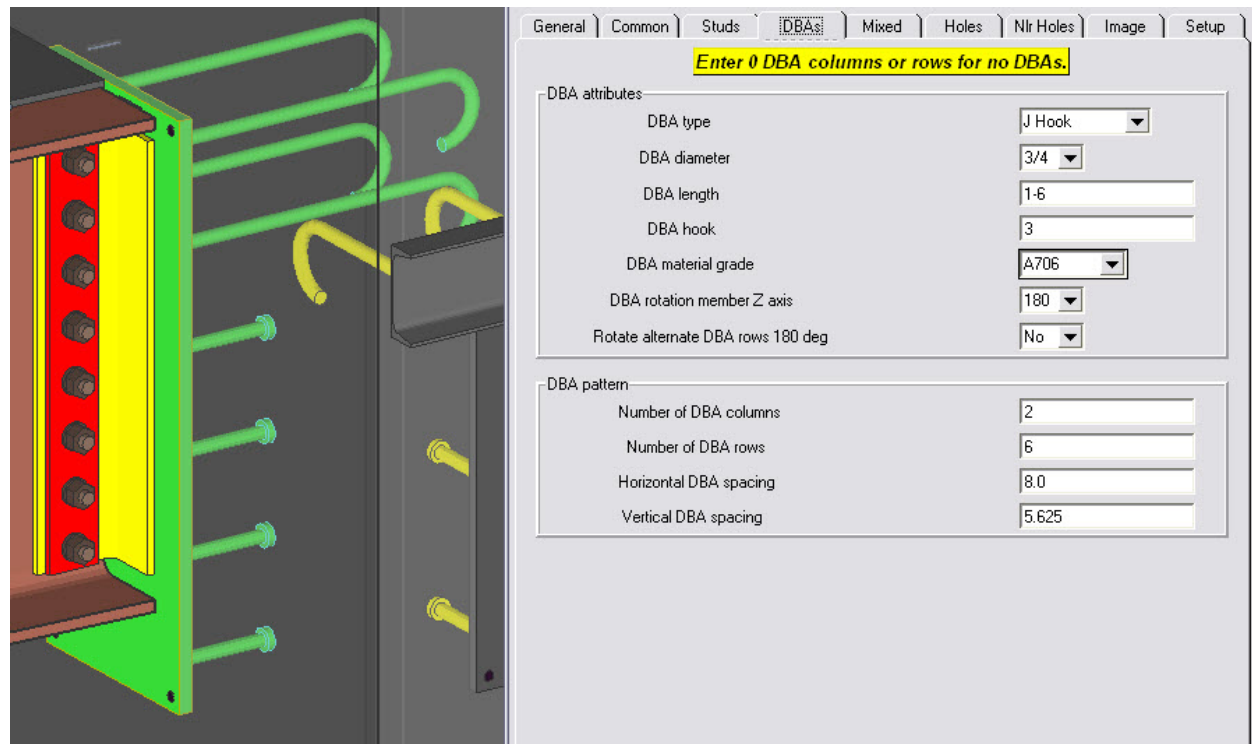 General Common Studs DBAs Mixed Holes Nlr Holes Image Setup
Enter 0 DBA columns or rows for no DBAs.
DBA attributes
DBA type J Hook
DBA diameter 3/4
DBA length 1-6
DBA hook 3
DBA material grade A706
DBA rotation member Z axis 180
Rotate alternate DBA rows 180 deg No
DBA pattern
Number of DBA columns 2
Number of DBA rows 6
Horizontal DBA spacing 8.0
Vertical DBA spacing 5.625